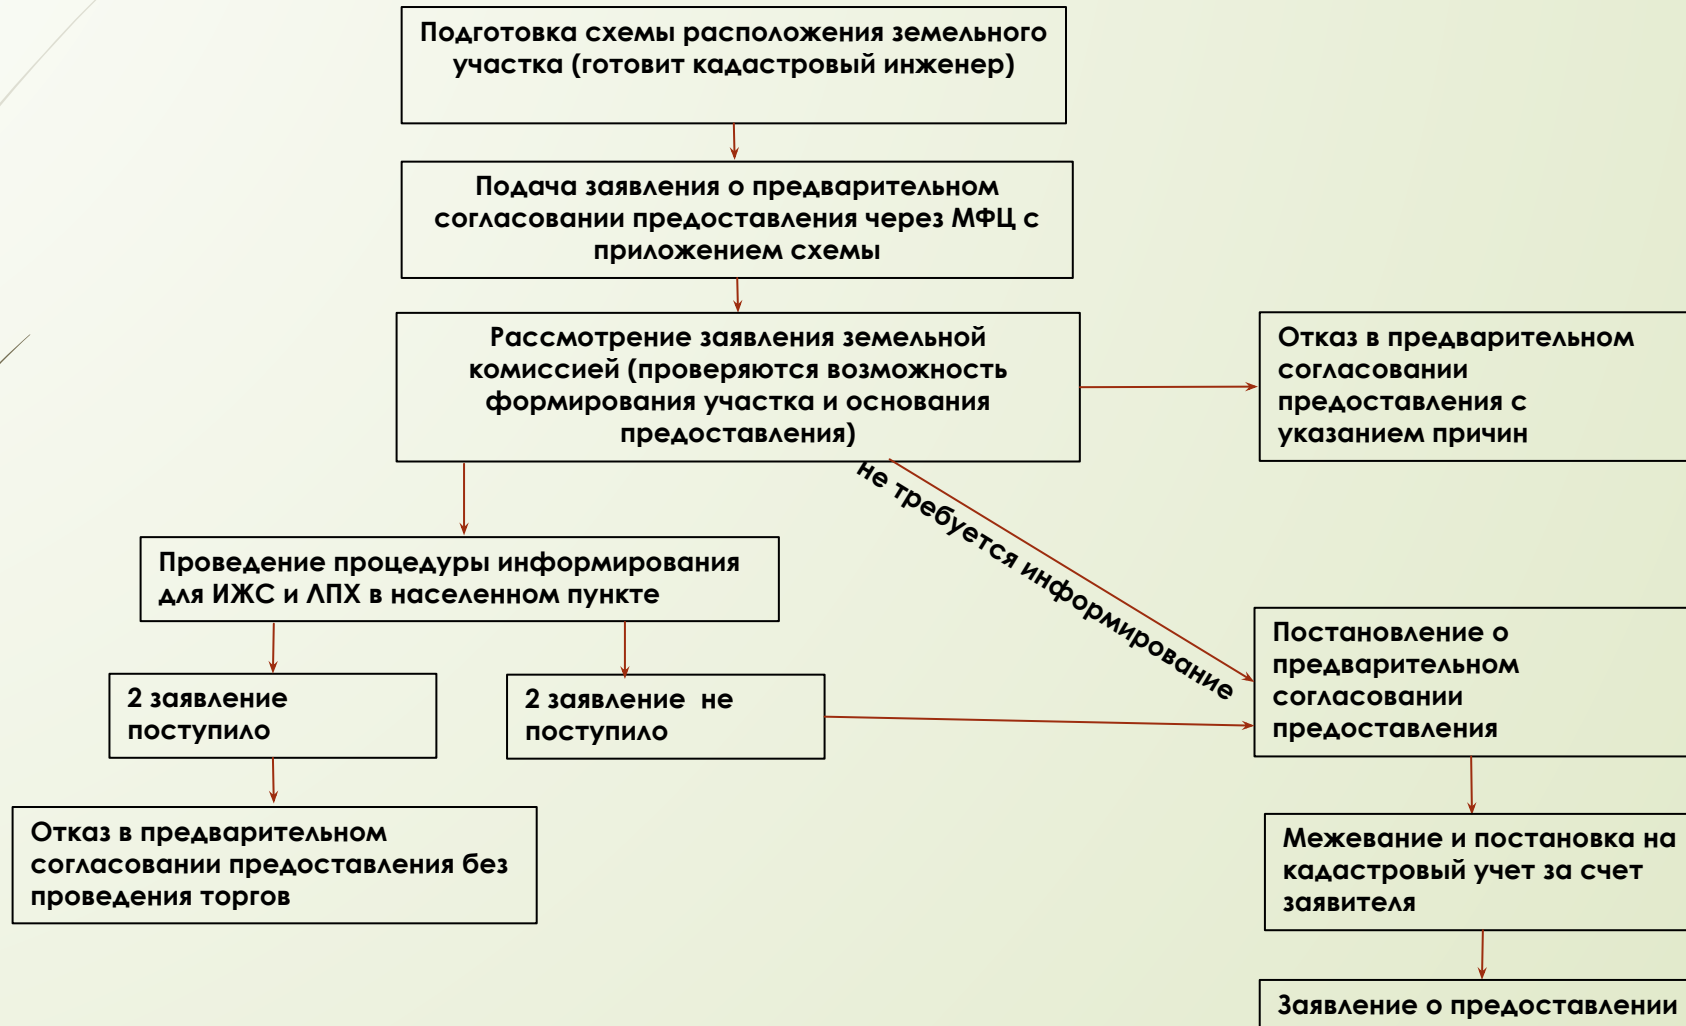 Подготовка схемы расположения земельного
участка (готовит кадастровый инженер)
Подача заявления о предварительном
согласовании предоставления через МФЦ с
приложением схемы
Рассмотрение заявления земельной
комиссией (проверяются возможность
формирования участка и основания
предоставления)
Отказ в предварительном
согласовании
предоставления с
указанием причин
не требуется информирование
Проведение процедуры информирования
для ИЖС и ЛПХ в населенном пункте
2 заявление
поступило
2 заявление  не
поступило
Постановление о
предварительном
согласовании
предоставления
Отказ в предварительном
согласовании предоставления без
проведения торгов
Межевание и постановка на
кадастровый учет за счет
заявителя
Заявление о предоставлении